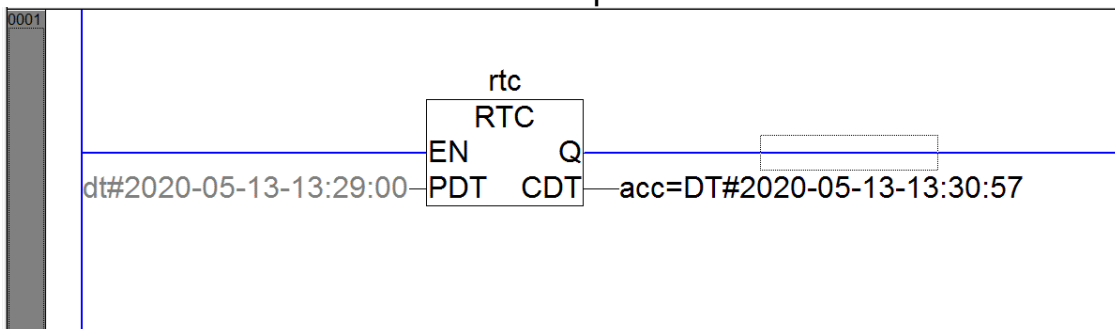 0001
rtc
RTC
EN Q
dt#2020-05-13-13:29:00 PDT CDT acc=DT#2020-05-13-13:30:57